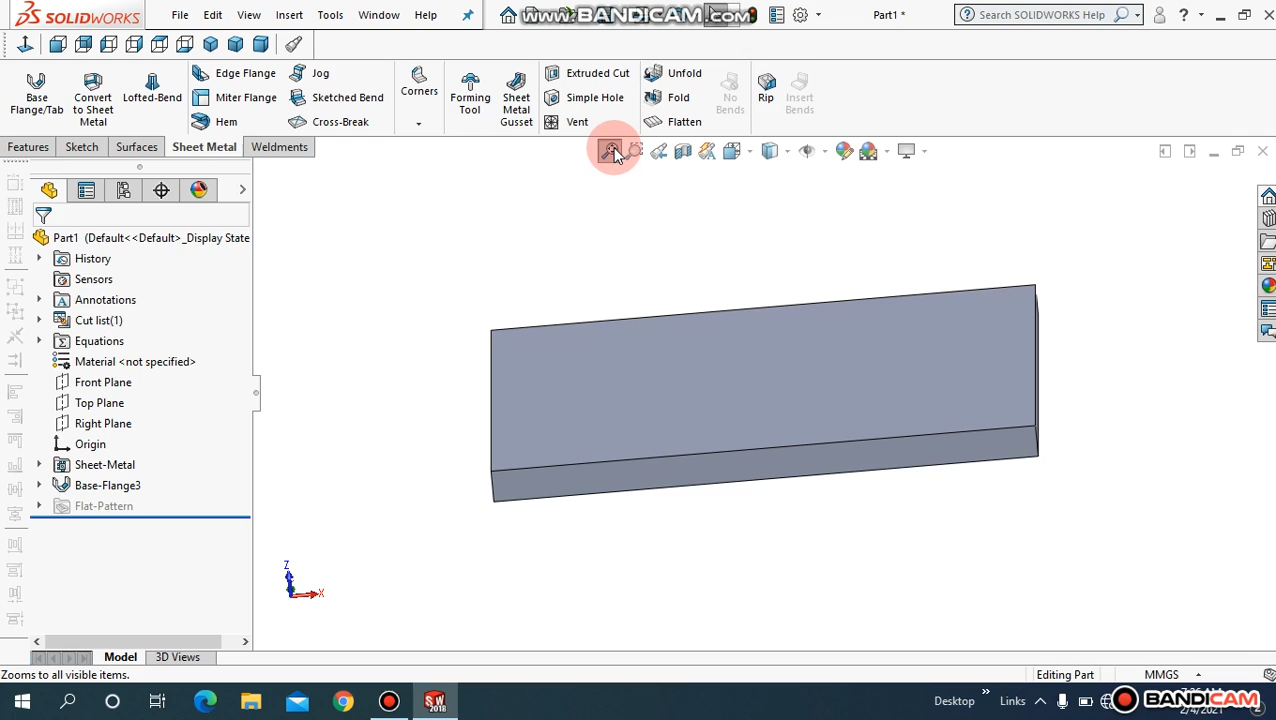 SOLIDWORKS
File
Edit
View
Insert
Tools
Window
Help
www.BANDICAM.com
Part1 *
Search SOLIDWORKS Help
?
Base Flange/Tab
Convert to Sheet Metal
Lofted-Bend
Edge Flange
Miter Flange
Hem
Jog
Sketched Bend
Cross-Break
Corners
Forming Tool
Sheet Metal Gusset
Extruded Cut
Simple Hole
Vent
Unfold
Fold
Flatten
No Bends
Rip
Insert Bends
Features
Sketch
Surfaces
Sheet Metal
Weldments
Part1 (Default<<Default>_Display State
History
Sensors
Annotations
Cut list(1)
Equations
Material <not specified>
Front Plane
Top Plane
Right Plane
Origin
Sheet-Metal
Base-Flange3
Flat-Pattern
Z
X
Model
3D Views
Zooms to all visible items.
Editing Part
MMGS
SW
2018
Desktop
Links
BANDICAM
2/4/2021